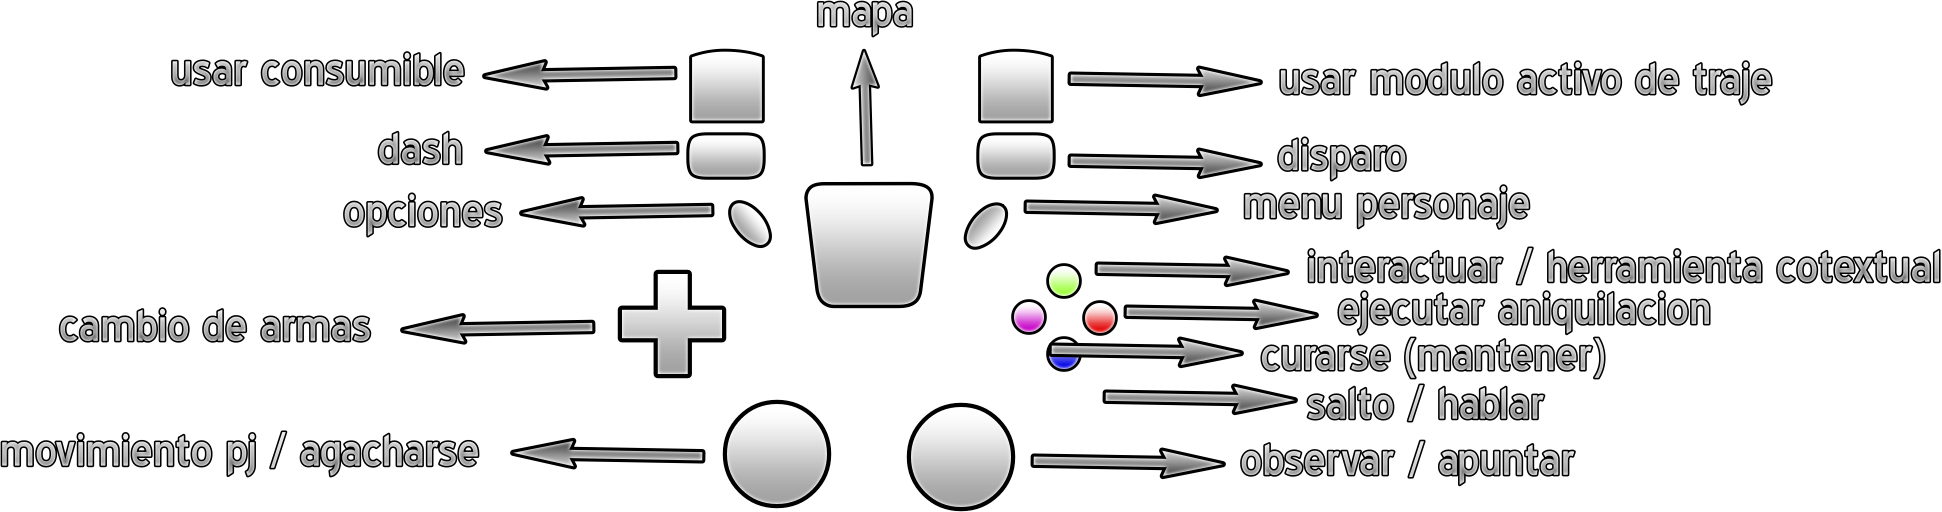 mapa
usar consumible
usar modulo activo de traje
dash
disparo
opciones
menu personaje
interactuar / herramienta cotextual
ejecutar aniquilacion
cambio de armas
curarse (mantener)
salto / hablar
movimiento pj / agacharse
observar / apuntar